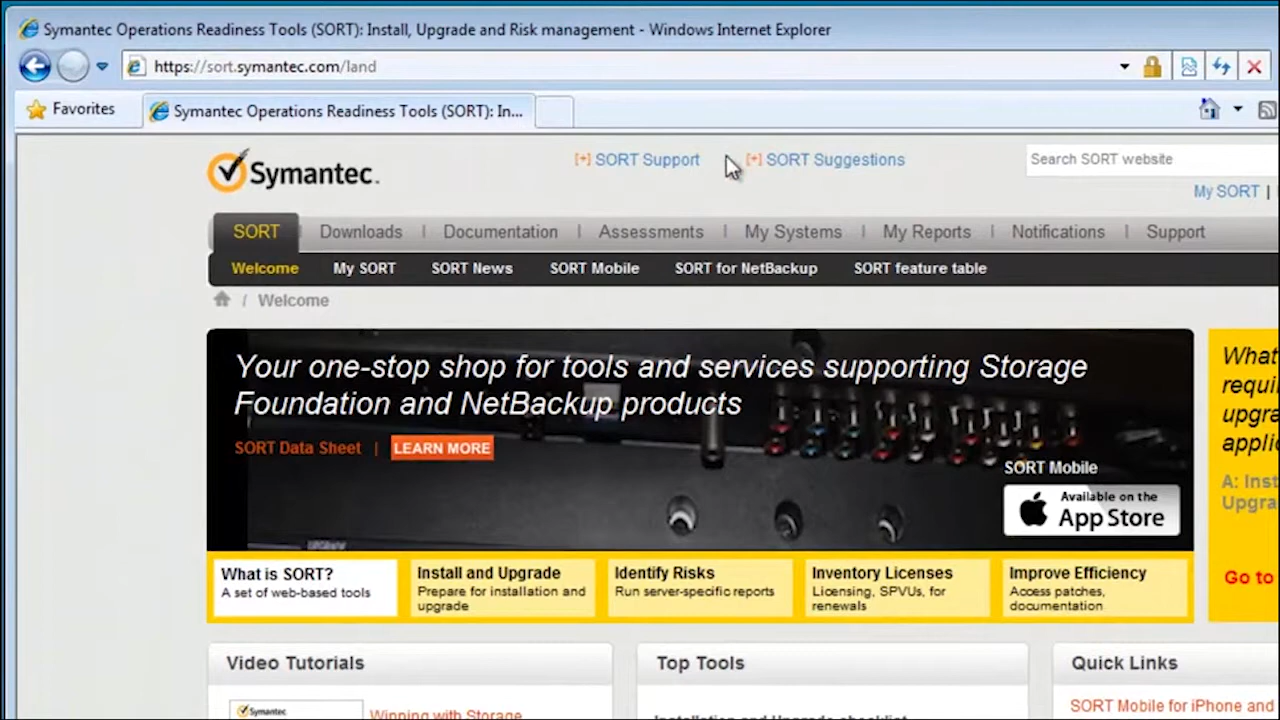 Symantec Operations Readiness Tools (SORT): Install, Upgrade and Risk management - Windows Internet Explorer
https://sort.symantec.com/land
Favorites
Symantec Operations Readiness Tools (SORT): In...
Symantec.
[+] SORT Support
[+] SORT Suggestions
Search SORT website
My SORT |
SORT
Downloads | Documentation | Assessments | My Systems | My Reports | Notifications | Support
Welcome My SORT SORT News SORT Mobile SORT for NetBackup SORT feature table
/ Welcome
Your one-stop shop for tools and services supporting Storage
Foundation and NetBackup products
SORT Data Sheet | LEARN MORE
SORT Mobile
Available on the
App Store
What
requi
upgra
applic
A: Inst
Upgra
Go to
What is SORT?
A set of web-based tools
Install and Upgrade
Prepare for installation and
upgrade
Identify Risks
Run server-specific reports
Inventory Licenses
Licensing, SPVUs, for
renewals
Improve Efficiency
Access patches,
documentation
Video Tutorials
Symantec
Winning with Storage
Top Tools
Installation and Upgrade checklist
Quick Links
SORT Mobile for iPhone and